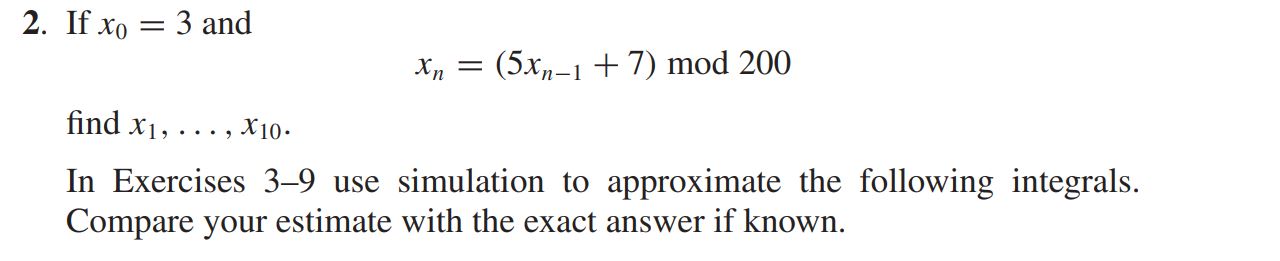 2. If x₀ = 3 and
xₙ = (5xₙ₋₁ + 7) mod 200
find x₁, . . . , x₁₀.
In Exercises 3–9 use simulation to approximate the following integrals.
Compare your estimate with the exact answer if known.